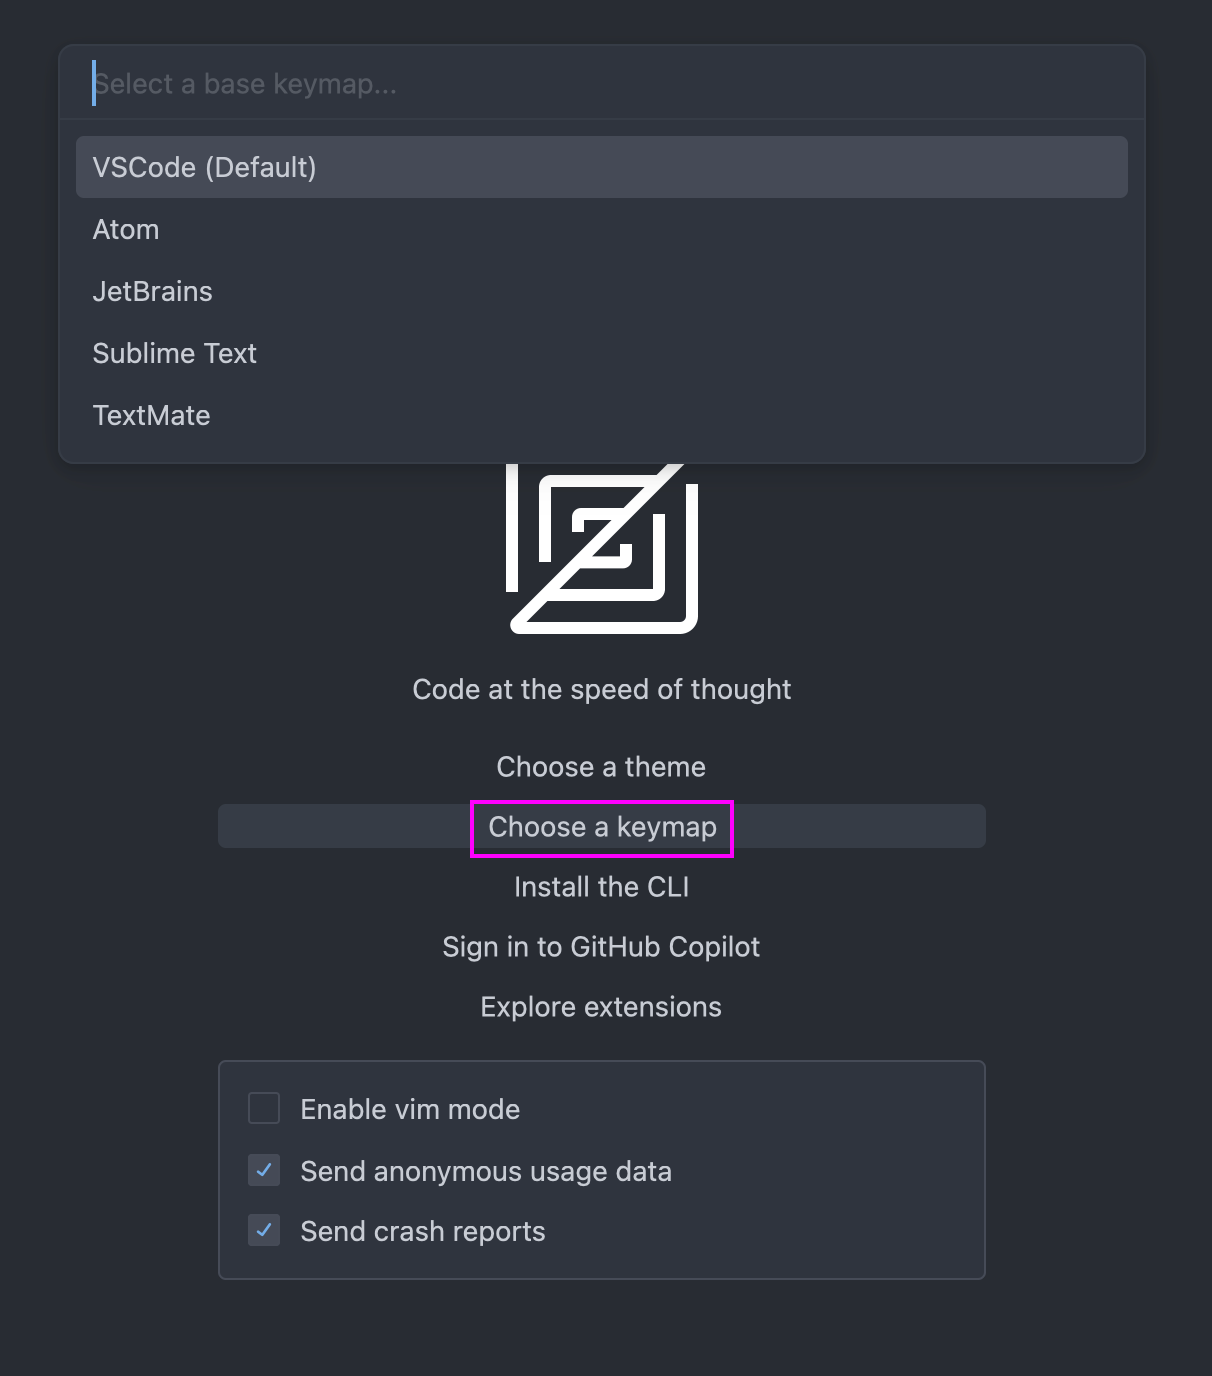 Select a base keymap...
VSCode (Default)
Atom
JetBrains
Sublime Text
TextMate
Code at the speed of thought
Choose a theme
Choose a keymap
Install the CLI
Sign in to GitHub Copilot
Explore extensions
Enable vim mode
Send anonymous usage data
Send crash reports